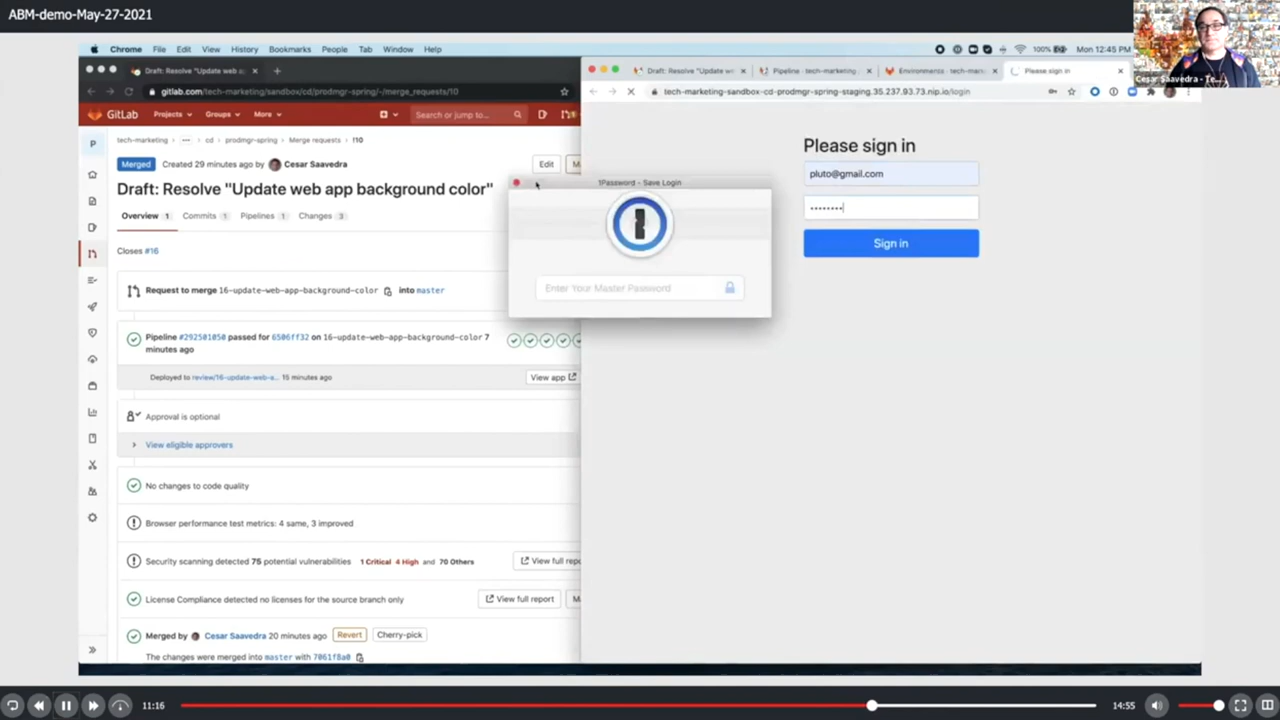 ABM-demo-May-27-2021
Chrome File Edit View History Bookmarks People Tab Window Help
100% Mon 12:45 PM
Cesar Saavedra - Te...
Draft: Resolve "Update web a
gitlab.com/tech-marketing/sandbox/cd/prodmgr-spring/-/merge_requests/10
GitLab Projects Groups More Search or jump to...
tech-marketing > ... > cd > prodmgr-spring > Merge requests > !10
Merged Created 29 minutes ago by Cesar Saavedra Edit
Draft: Resolve "Update web app background color"
Overview 1 Commits 1 Pipelines 1 Changes 3
Closes #16
Request to merge 16-update-web-app-background-color into master
Pipeline #292501050 passed for 6506ff32 on 16-update-web-app-background-color 7
minutes ago
Deployed to review/16-update-web-a... 15 minutes ago View app
Approval is optional
View eligible approvers
No changes to code quality
Browser performance test metrics: 4 same, 3 improved
Security scanning detected 75 potential vulnerabilities 1 Critical 4 High and 70 Others View full repo
License Compliance detected no licenses for the source branch only View full report
Merged by Cesar Saavedra 20 minutes ago Revert Cherry-pick
The changes were merged into master with 7061f8a0
1Password - Save Login
Enter Your Master Password
Draft: Resolve "Update we
Pipeline · tech-marketing
Environments · tech-mark
Please sign in
tech-marketing-sandbox-cd-prodmgr-spring-staging.35.237.93.73.nip.io/login
Please sign in
pluto@gmail.com
••••••••
Sign in
11:16
14:55